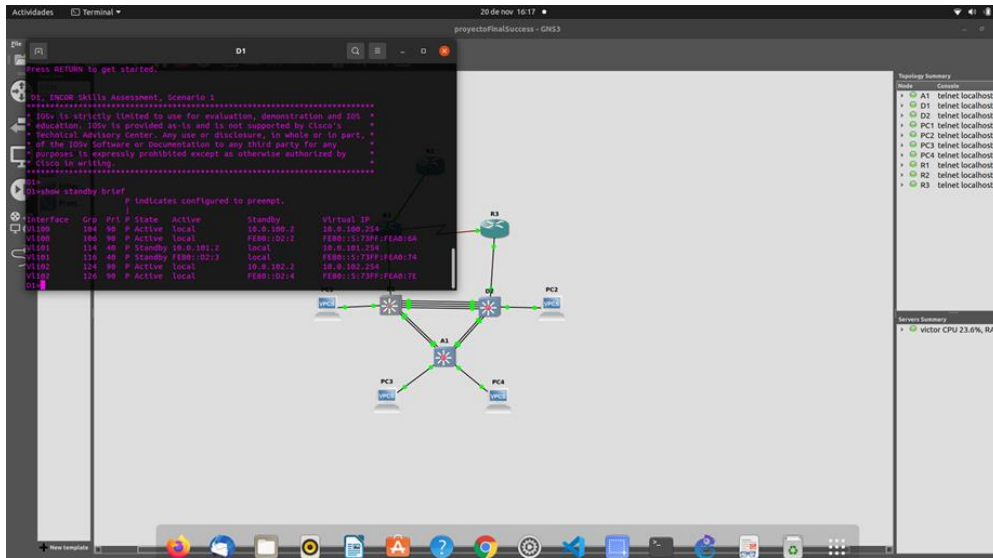 Actividades Terminal 20 de nov 16:17
proyectoFinalSuccess - GNS3
File
D1
Press RETURN to get started.
D1, ENCOR Skills Assessment, Scenario 1
**********************************************************************
* IOSv is strictly limited to use for evaluation, demonstration and IOS *
* education. IOSv is provided as-is and is not supported by Cisco's *
* Technical Advisory Center. Any use or disclosure, in whole or in part, *
* of the IOSv Software or Documentation to any third party for any *
* purposes is expressly prohibited except as otherwise authorized by *
* Cisco in writing. *
**********************************************************************
D1>
D1>show standby brief
P indicates configured to preempt.
|
Interface Grp Pri P State Active Standby Virtual IP
Vl100 104 90 P Active local 10.0.100.2 10.0.100.254
Vl100 106 90 P Active local FE80::D2:2 FE80::5:73FF:FEA0:6A
Vl101 114 40 P Standby 10.0.101.2 local 10.0.101.254
Vl101 116 40 P Standby FE80::D2:3 local FE80::5:73FF:FEA0:74
Vl102 124 90 P Active local 10.0.102.2 10.0.102.254
Vl102 126 90 P Active local FE80::D2:4 FE80::5:73FF:FEA0:7E
D1>
R3
D2
PC2
VPCS
VPCS
A1
PC3
PC4
VPCS
VPCS
Topology Summary
Node Console
A1 telnet localhost
D1 telnet localhost
D2 telnet localhost
PC1 telnet localhost
PC2 telnet localhost
PC3 telnet localhost
PC4 telnet localhost
R1 telnet localhost
R2 telnet localhost
R3 telnet localhost
Servers Summary
victor CPU 23.6%, RA
New template